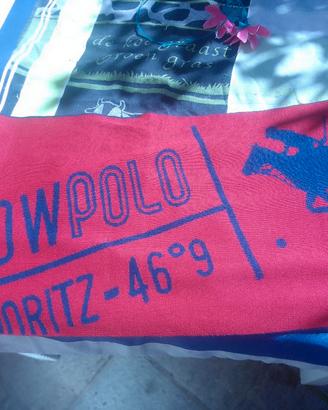 de koe graast
groen gras
OWPOLO
ORITZ-46°9